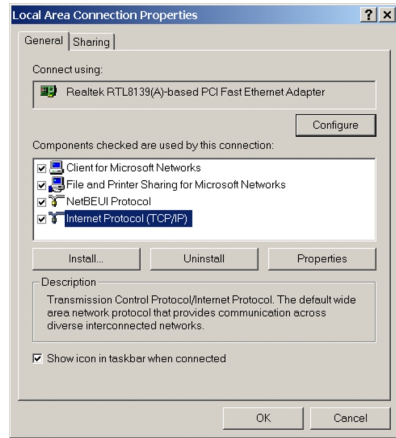 Local Area Connection Properties
General Sharing
Connect using:
Realtek RTL8139(A)-based PCI Fast Ethernet Adapter
Configure
Components checked are used by this connection:
Client for Microsoft Networks
File and Printer Sharing for Microsoft Networks
NetBEUI Protocol
Internet Protocol (TCP/IP)
Install... Uninstall Properties
Description
Transmission Control Protocol/Internet Protocol. The default wide
area network protocol that provides communication across
diverse interconnected networks.
Show icon in taskbar when connected
OK Cancel